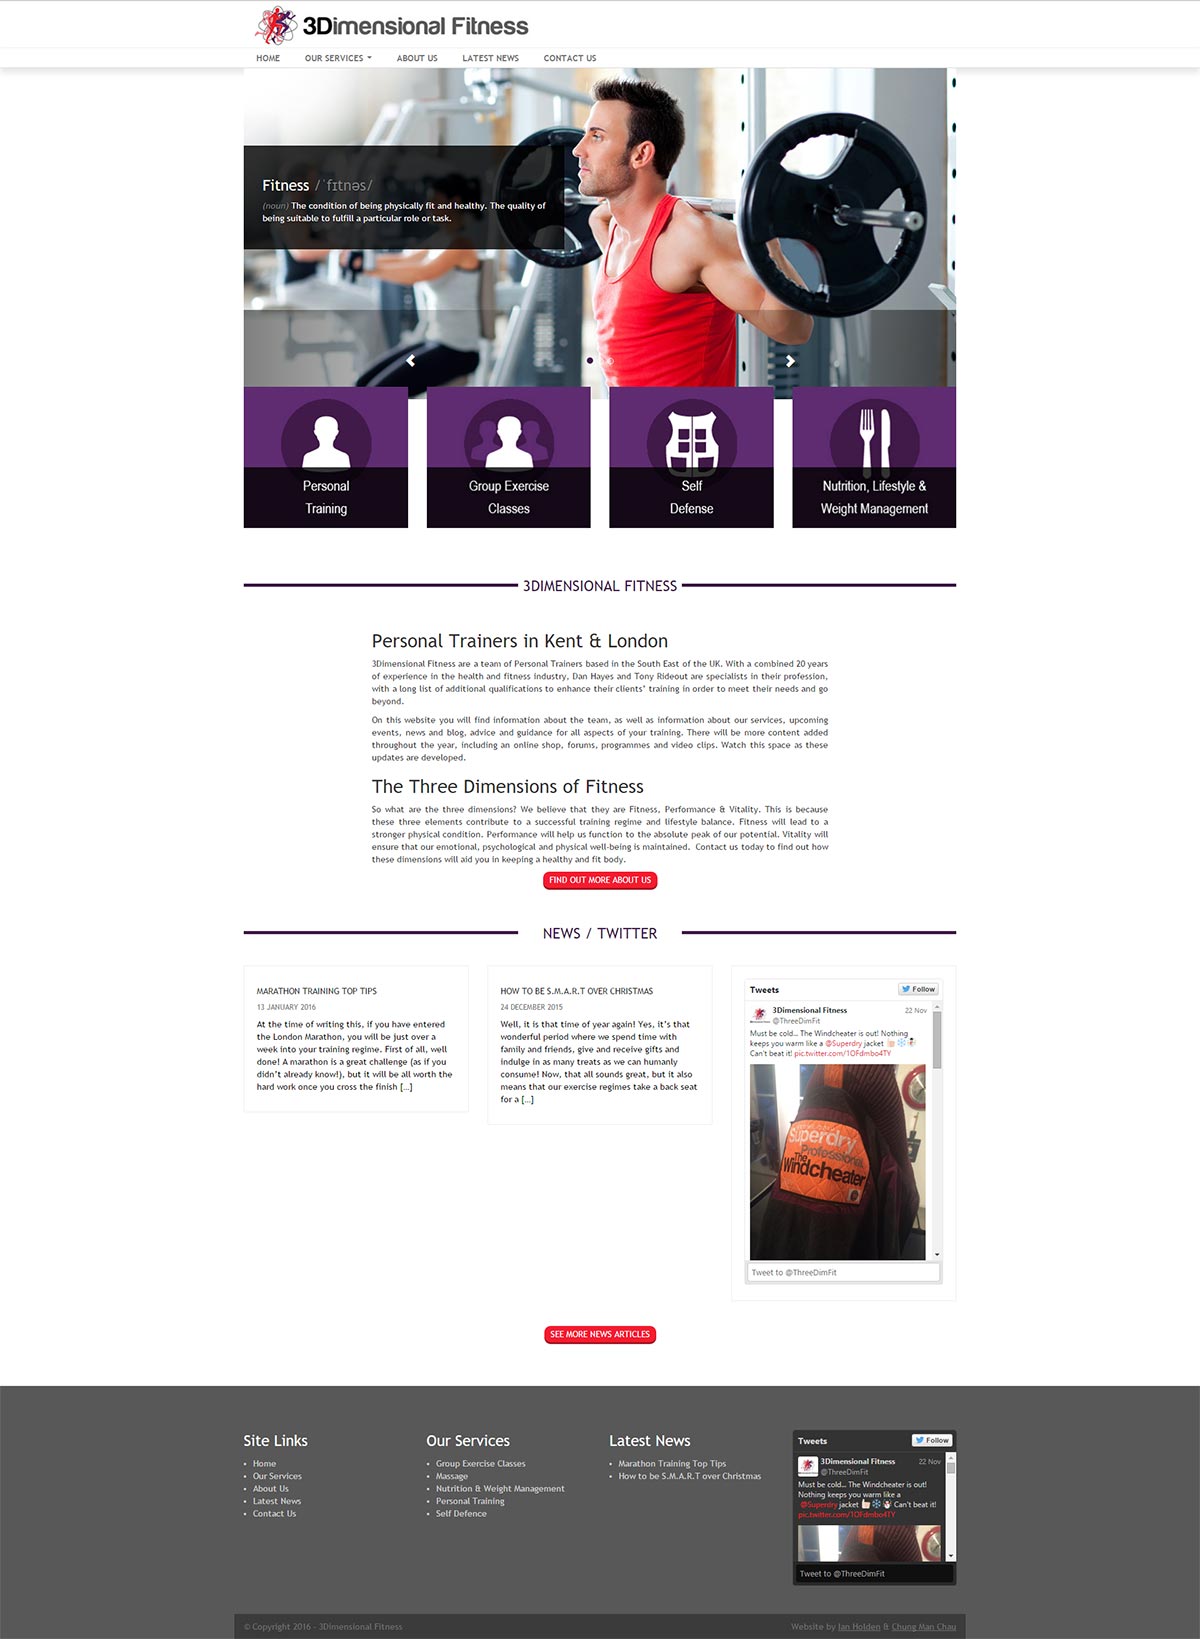 3Dimensional Fitness
HOME OUR SERVICES ABOUT US LATEST NEWS CONTACT US
Fitness /ˈfɪtnəs/
(noun) The condition of being physically fit and healthy. The quality of
being suitable to fulfill a particular role or task.
Personal
Training
Group Exercise
Classes
Self
Defense
Nutrition, Lifestyle &
Weight Management
3DIMENSIONAL FITNESS
Personal Trainers in Kent & London
3Dimensional Fitness are a team of Personal Trainers based in the South East of the UK. With a combined 20 years
of experience in the health and fitness industry, Dan Hayes and Tony Rideout are specialists in their profession,
with a long list of additional qualifications to enhance their clients' training in order to meet their needs and go
beyond.
On this website you will find information about the team, as well as information about our services, upcoming
events, news and blog, advice and guidance for all aspects of your training. There will be more content added
throughout the year, including an online shop, forums, programmes and video clips. Watch this space as these
updates are developed.
The Three Dimensions of Fitness
So what are the three dimensions? We believe that they are Fitness, Performance & Vitality. This is because
these three elements contribute to a successful training regime and lifestyle balance. Fitness will lead to a
stronger physical condition. Performance will help us function to the absolute peak of our potential. Vitality will
ensure that our emotional, psychological and physical well-being is maintained. Contact us today to find out how
these dimensions will aid you in keeping a healthy and fit body.
FIND OUT MORE ABOUT US
NEWS / TWITTER
MARATHON TRAINING TOP TIPS
13 JANUARY 2016
At the time of writing this, if you have entered
the London Marathon, you will be just over a
week into your training regime. First of all, well
done! A marathon is a great challenge (as if you
didn't already know!), but it will be all worth the
hard work once you cross the finish [...]
HOW TO BE S.M.A.R.T OVER CHRISTMAS
24 DECEMBER 2015
Well, it is that time of year again! Yes, it's that
wonderful period where we spend time with
family and friends, give and receive gifts and
indulge in as many treats as we can humanly
consume! Now, that all sounds great, but it also
means that our exercise regimes take a back seat
for a [...]
Tweets Follow
3Dimensional Fitness 22 Nov
@ThreeDimFit
Must be cold... The Windcheater is out! Nothing
keeps you warm like a @Superdry jacket 👍❄️⛄
Can't beat it! pic.twitter.com/1OFdmbo4TY
Superdry
Professional
The
Windcheater
Tweet to @ThreeDimFit
SEE MORE NEWS ARTICLES
Site Links
Home
Our Services
About Us
Latest News
Contact Us
Our Services
Group Exercise Classes
Massage
Nutrition & Weight Management
Personal Training
Self Defence
Latest News
Marathon Training Top Tips
How to be S.M.A.R.T over Christmas
Tweets Follow
3Dimensional Fitness 22 Nov
@ThreeDimFit
Must be cold... The Windcheater is out!
Nothing keeps you warm like a
@Superdry jacket 👍❄️⛄ Can't beat it!
pic.twitter.com/1OFdmbo4TY
Tweet to @ThreeDimFit
© Copyright 2016 - 3Dimensional Fitness
Website by Ian Holden & Chung Man Chau